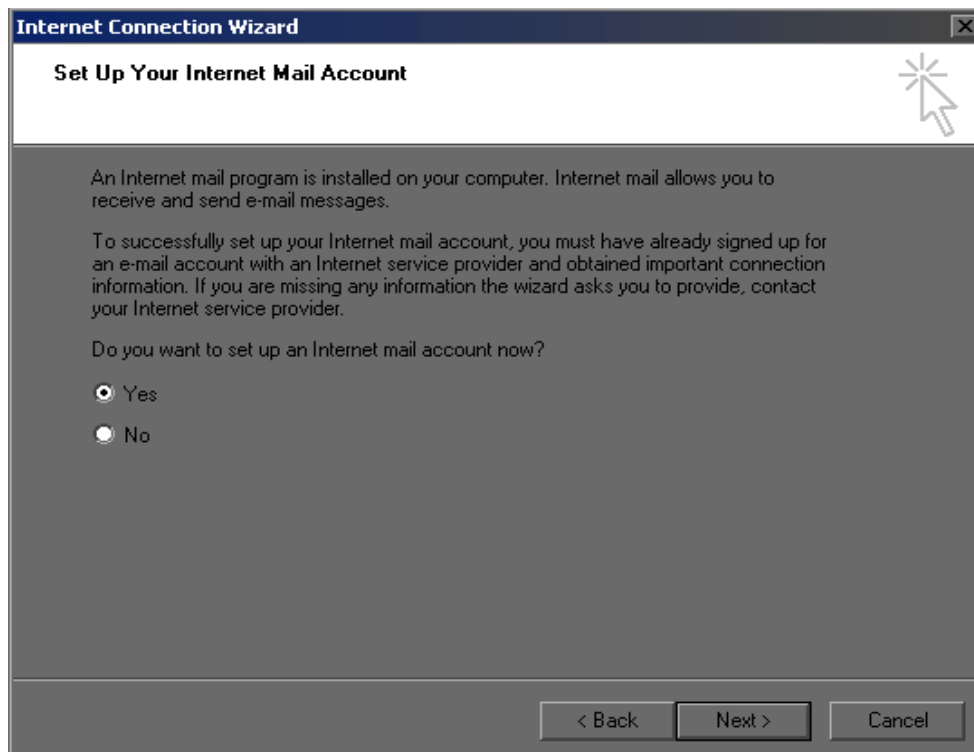 Internet Connection Wizard
Set Up Your Internet Mail Account
An Internet mail program is installed on your computer. Internet mail allows you to
receive and send e-mail messages.
To successfully set up your Internet mail account, you must have already signed up for
an e-mail account with an Internet service provider and obtained important connection
information. If you are missing any information the wizard asks you to provide, contact
your Internet service provider.
Do you want to set up an Internet mail account now?
Yes
No
< Back Next > Cancel